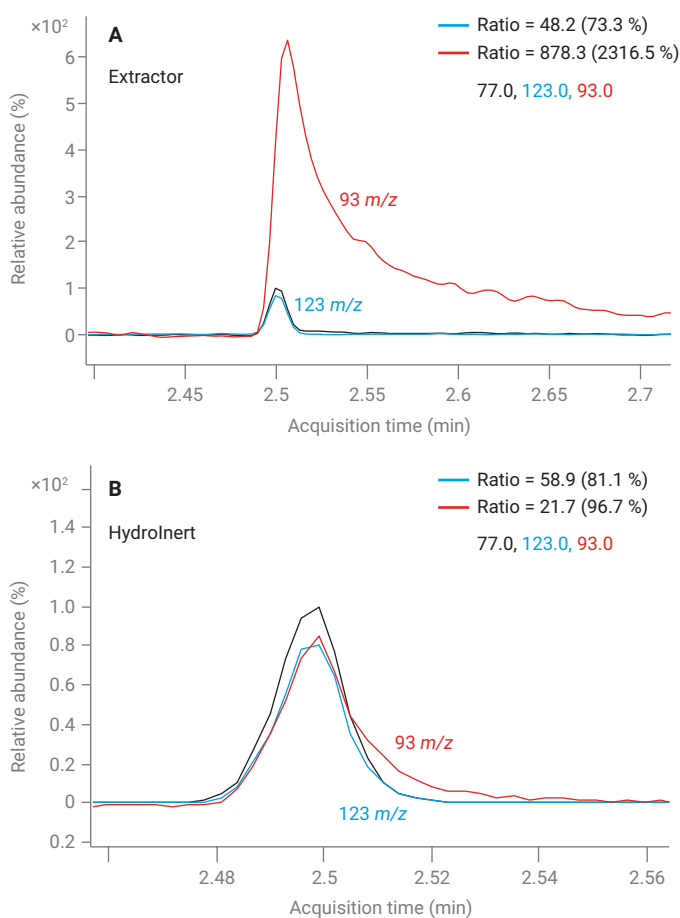 ×10²
A
Extractor
Ratio = 48.2 (73.3 %)
Ratio = 878.3 (2316.5 %)
77.0, 123.0, 93.0
Relative abundance (%)
6
5
4
3
2
1
0
93 m/z
123 m/z
2.45
2.5
2.55
2.6
2.65
2.7
Acquisition time (min)
×10²
B
HydroInert
Ratio = 58.9 (81.1 %)
Ratio = 21.7 (96.7 %)
77.0, 123.0, 93.0
Relative abundance (%)
1.4
1.2
1.0
0.8
0.6
0.4
0.2
0
0.2
93 m/z
123 m/z
2.48
2.5
2.52
2.54
2.56
Acquisition time (min)